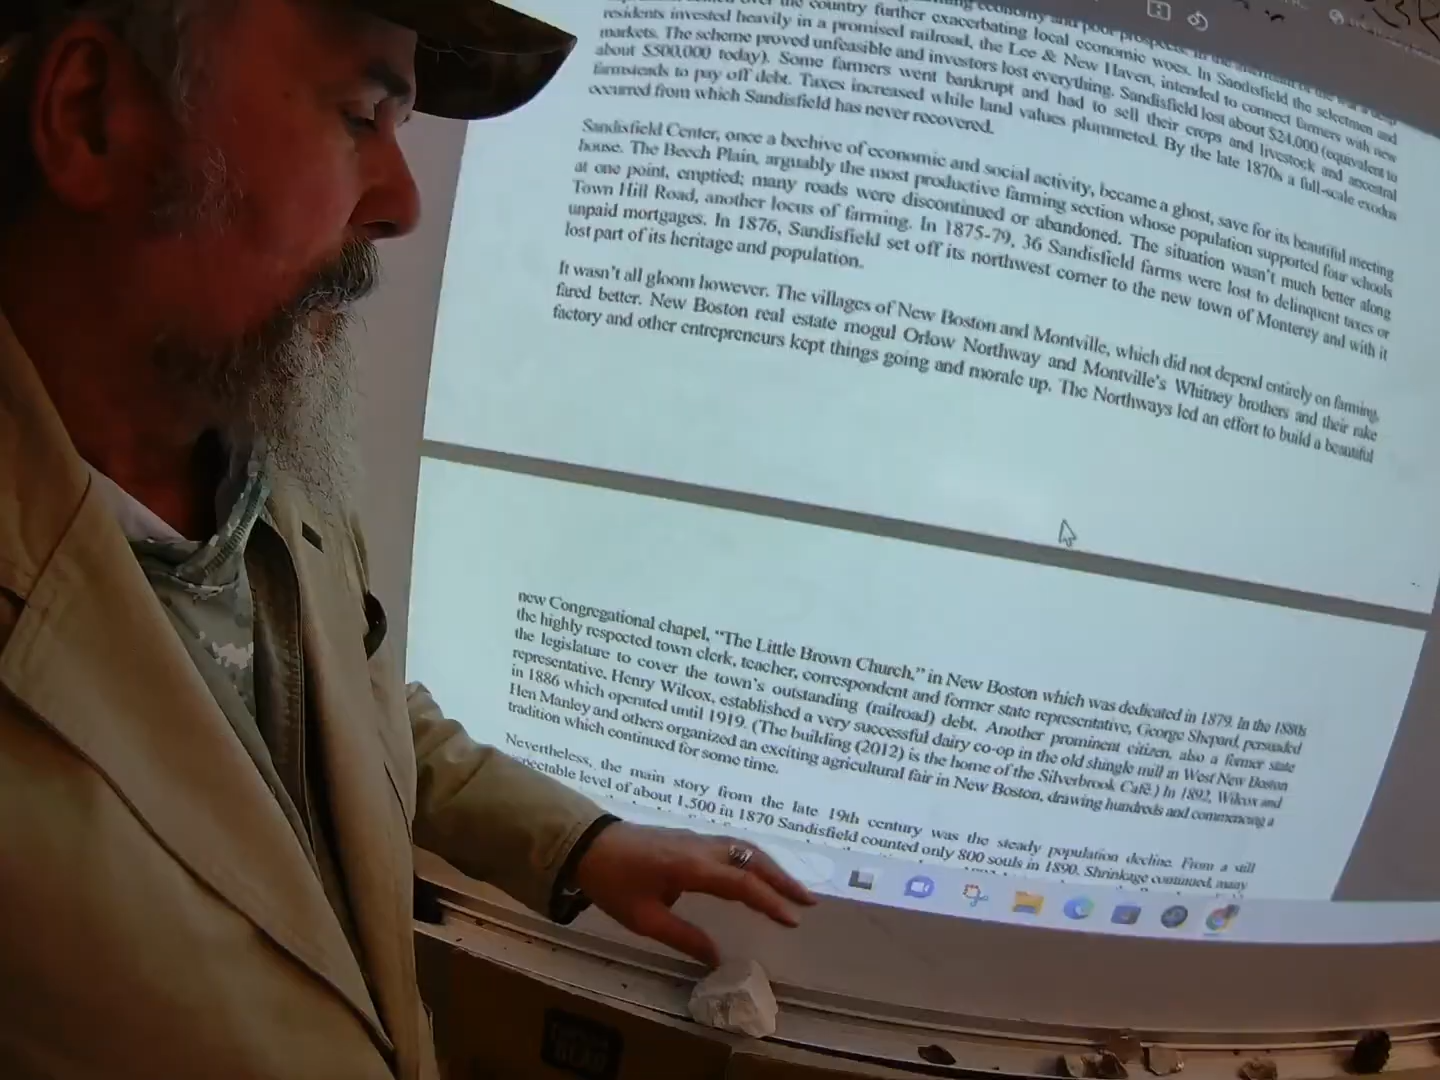 the country further exacerbating local economic woes. In Sandisfield the selectmen and
residents invested heavily in a promised railroad, the Lee & New Haven, intended to connect farmers with new
markets. The scheme proved unfeasible and investors lost everything. Sandisfield lost about $24,000 (equivalent to
about $500,000 today). Some farmers went bankrupt and had to sell their crops and livestock and ancestral
farmsteads to pay off debt. Taxes increased while land values plummeted. By the late 1870s a full-scale exodus
occurred from which Sandisfield has never recovered.
Sandisfield Center, once a beehive of economic and social activity, became a ghost, save for its beautiful meeting
house. The Beech Plain, arguably the most productive farming section whose population supported four schools
at one point, emptied; many roads were discontinued or abandoned. The situation wasn't much better along
Town Hill Road, another locus of farming. In 1875-79, 36 Sandisfield farms were lost to delinquent taxes or
unpaid mortgages. In 1876, Sandisfield set off its northwest corner to the new town of Monterey and with it
lost part of its heritage and population.
It wasn't all gloom however. The villages of New Boston and Montville, which did not depend entirely on farming,
fared better. New Boston real estate mogul Orlow Northway and Montville's Whitney brothers and their rake
factory and other entrepreneurs kept things going and morale up. The Northways led an effort to build a beautiful
new Congregational chapel, "The Little Brown Church," in New Boston which was dedicated in 1879. In the 1880s
the highly respected town clerk, teacher, correspondent and former state representative, George Shepard, persuaded
the legislature to cover the town's outstanding (railroad) debt. Another prominent citizen, also a former state
representative, Henry Wilcox, established a very successful dairy co-op in the old shingle mill in West New Boston
in 1886 which operated until 1919. (The building (2012) is the home of the Silverbrook Café.) In 1892, Wilcox and
Hen Manley and others organized an exciting agricultural fair in New Boston, drawing hundreds and commencing a
tradition which continued for some time.
Nevertheless, the main story from the late 19th century was the steady population decline. From a still
level of about 1,500 in 1870 Sandisfield counted only 800 souls in 1890. Shrinkage continued, many